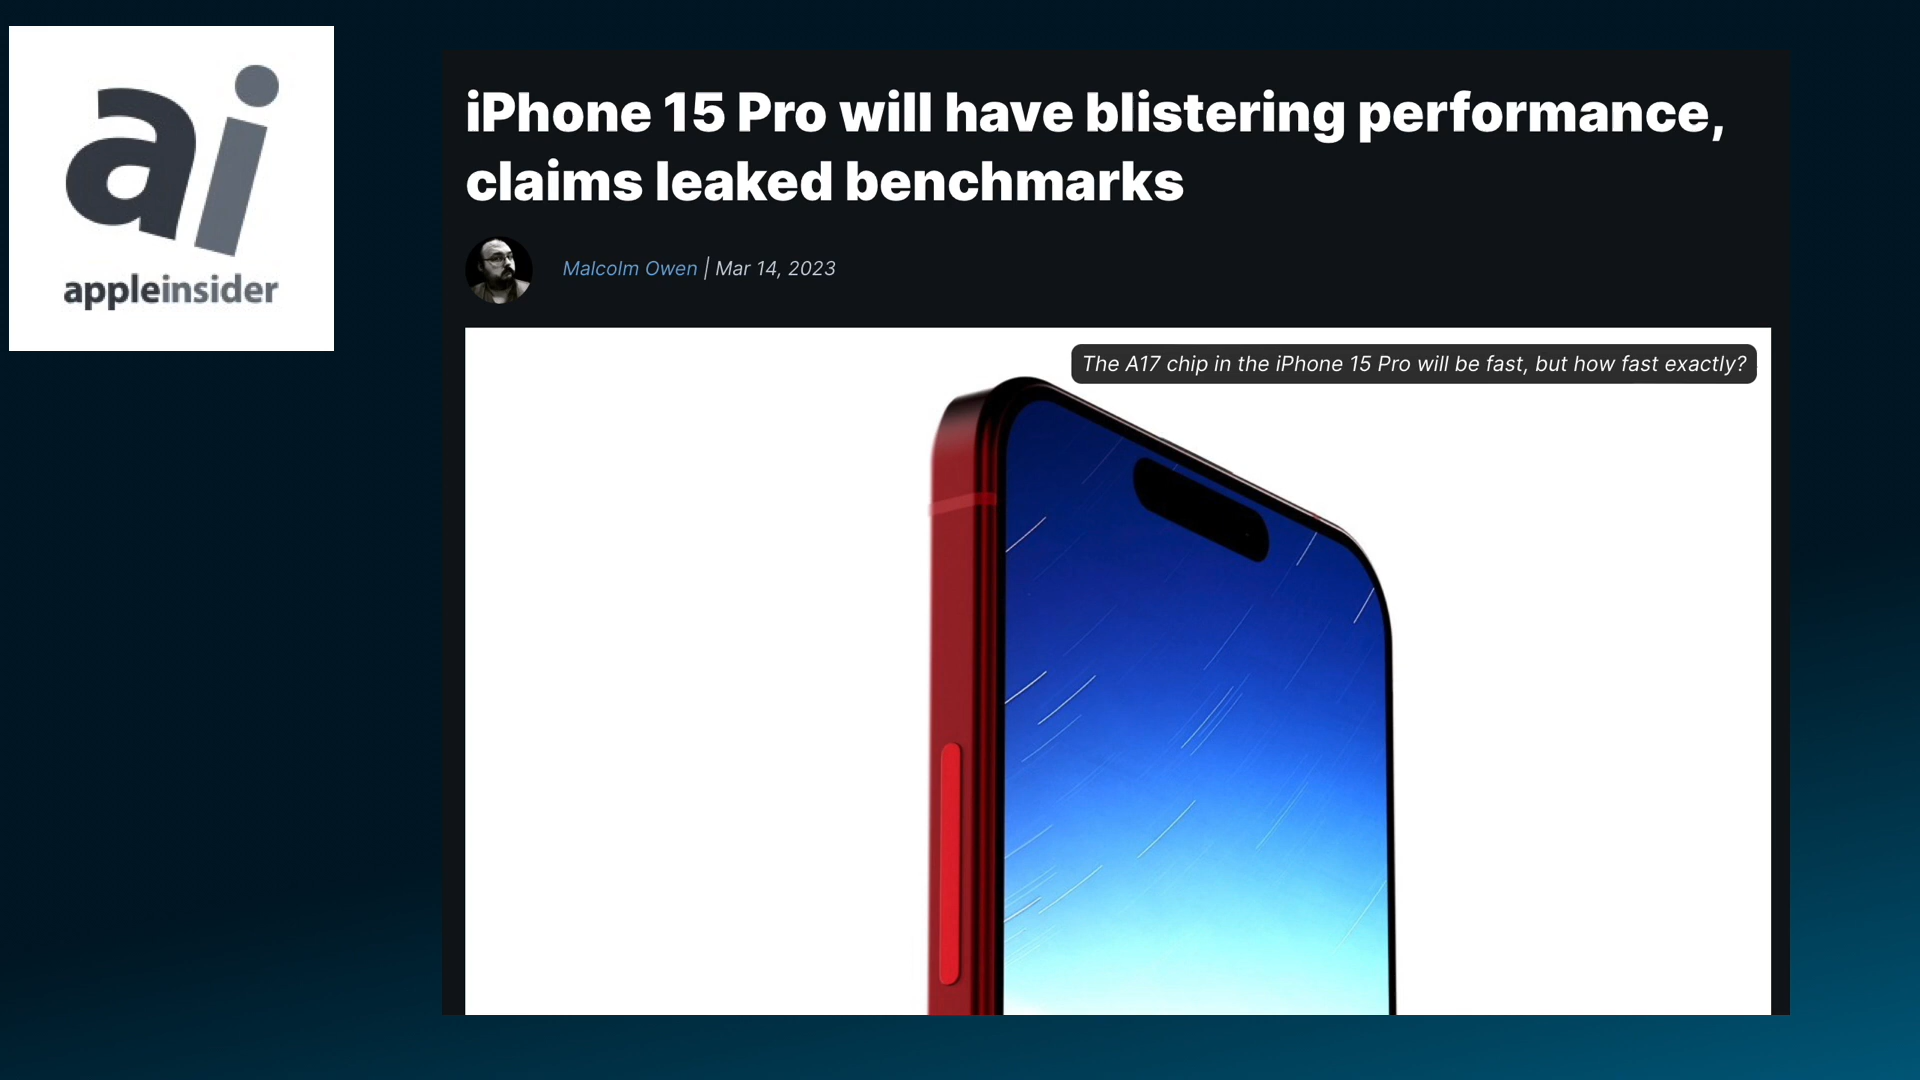 ai
appleinsider
iPhone 15 Pro will have blistering performance,
claims leaked benchmarks
Malcolm Owen | Mar 14, 2023
The A17 chip in the iPhone 15 Pro will be fast, but how fast exactly?